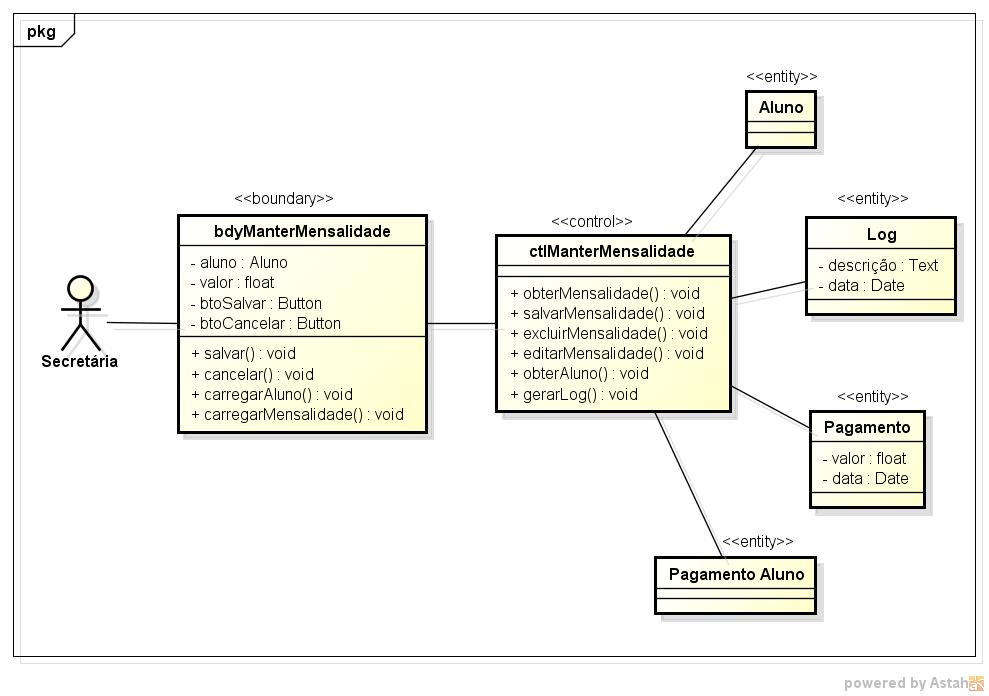 pkg
<<entity>>
Aluno
<<boundary>>
bdyManterMensalidade
- aluno : Aluno
- valor : float
- btoSalvar : Button
- btoCancelar : Button
+ salvar() : void
+ cancelar() : void
+ carregarAluno() : void
+ carregarMensalidade() : void
Secretária
<<control>>
ctlManterMensalidade
+ obterMensalidade() : void
+ salvarMensalidade() : void
+ excluirMensalidade() : void
+ editarMensalidade() : void
+ obterAluno() : void
+ gerarLog() : void
<<entity>>
Log
- descrição : Text
- data : Date
<<entity>>
Pagamento
- valor : float
- data : Date
<<entity>>
Pagamento Aluno
powered by Astah